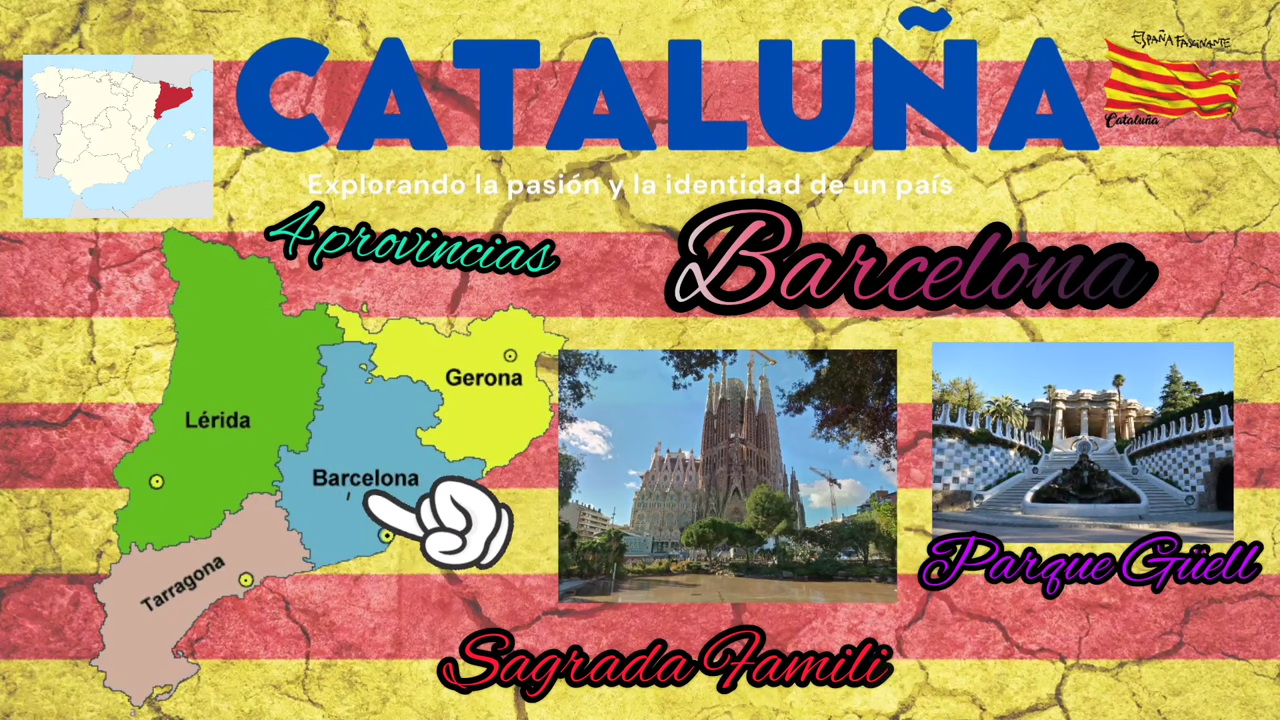 CATALUÑA
ESPAÑA FASCINANTE
Cataluña
Explorando la pasión y la identidad de un país
4 provincias
Barcelona
Gerona
Lérida
Barcelona
Tarragona
Parque Güell
Sagrada Famili